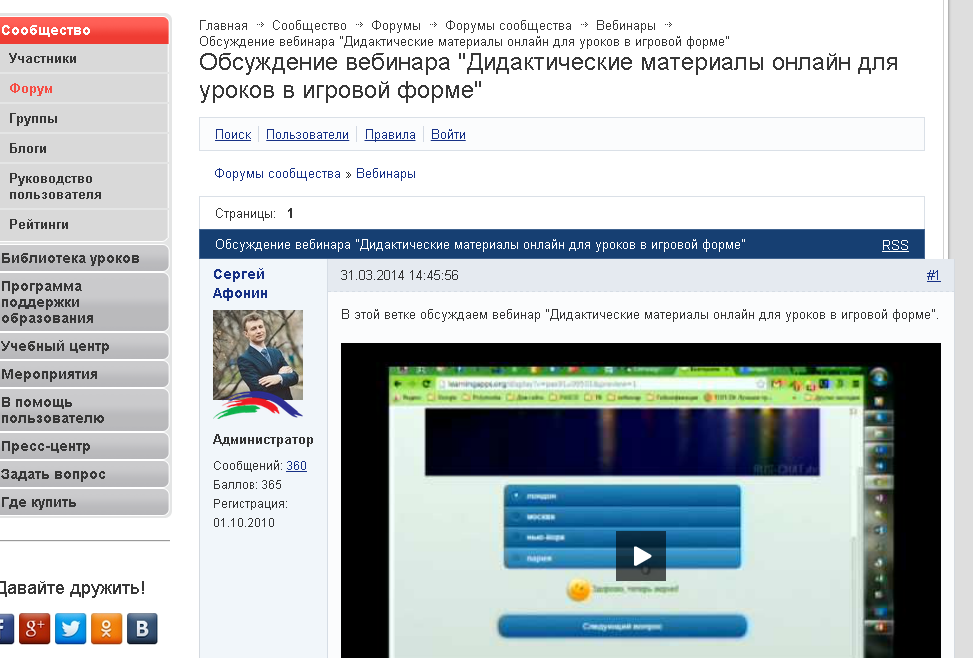 Сообщество
Участники
Форум
Группы
Блоги
Руководство
пользователя
Рейтинги
Библиотека уроков
Программа
поддержки
образования
Учебный центр
Мероприятия
В помощь
пользователю
Пресс-центр
Задать вопрос
Где купить
Давайте дружить!
Главная → Сообщество → Форумы → Форумы сообщества → Вебинары →
Обсуждение вебинара "Дидактические материалы онлайн для уроков в игровой форме"
Обсуждение вебинара "Дидактические материалы онлайн для
уроков в игровой форме"
Поиск Пользователи Правила Войти
Форумы сообщества » Вебинары
Страницы: 1
Обсуждение вебинара "Дидактические материалы онлайн для уроков в игровой форме" RSS
Сергей
Афонин
Администратор
Сообщений: 360
Баллов: 365
Регистрация:
01.10.2010
31.03.2014 14:45:56 #1
В этой ветке обсуждаем вебинар "Дидактические материалы онлайн для уроков в игровой форме".
лондон
москва
нью-йорк
париж
Здорово, теперь верно!
Следующий вопрос